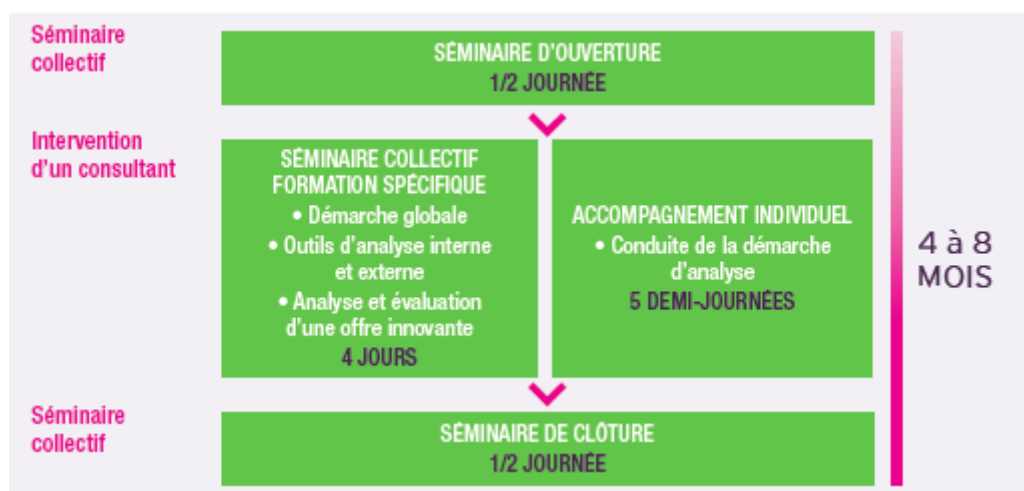 Séminaire
collectif
SÉMINAIRE D'OUVERTURE
1/2 JOURNÉE
Intervention
d'un consultant
SÉMINAIRE COLLECTIF
FORMATION SPÉCIFIQUE
• Démarche globale
• Outils d'analyse interne
et externe
• Analyse et évaluation
d'une offre innovante
4 JOURS
ACCOMPAGNEMENT INDIVIDUEL
• Conduite de la démarche
d'analyse
5 DEMI-JOURNÉES
4 à 8
MOIS
Séminaire
collectif
SÉMINAIRE DE CLÔTURE
1/2 JOURNÉE